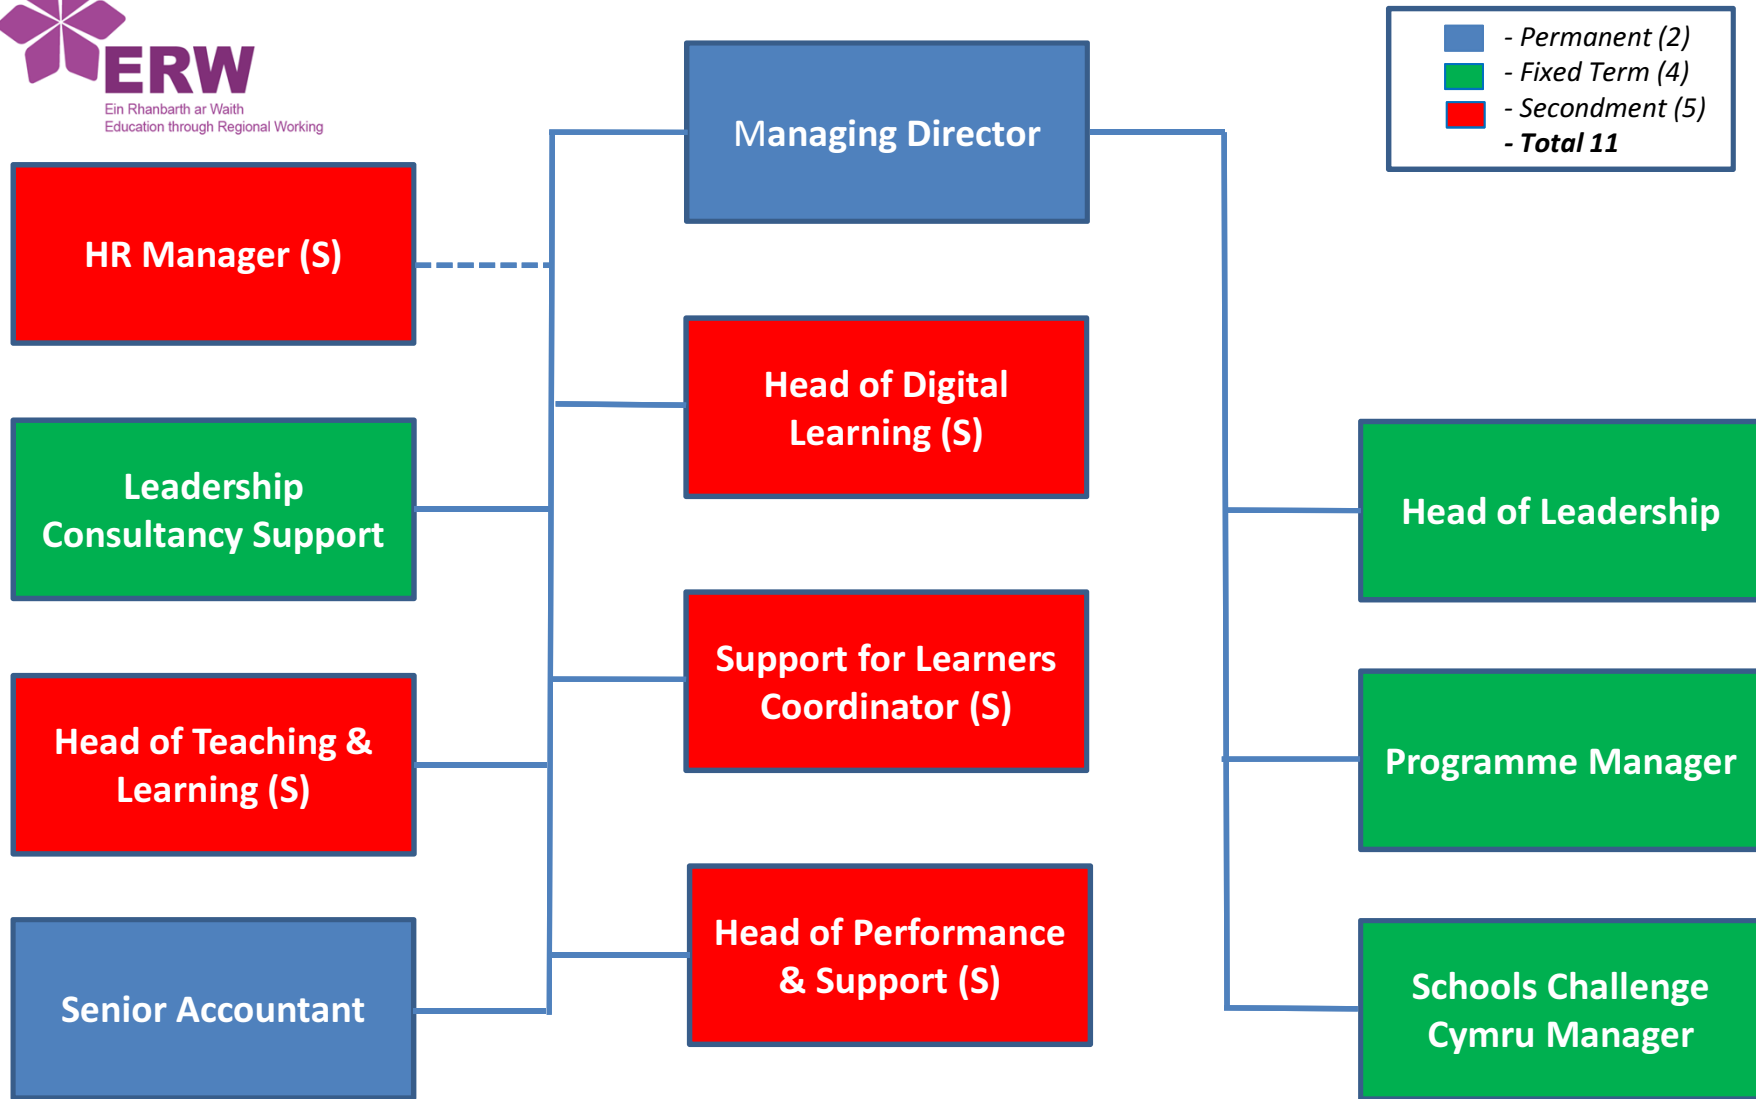 ERW
Ein Rhanbarth ar Waith
Education through Regional Working
Managing Director
- Permanent (2)
- Fixed Term (4)
- Secondment (5)
- Total 11
HR Manager (S)
Head of Digital
Learning (S)
Leadership
Consultancy Support
Head of Leadership
Support for Learners
Coordinator (S)
Head of Teaching &
Learning (S)
Programme Manager
Head of Performance
& Support (S)
Senior Accountant
Schools Challenge
Cymru Manager